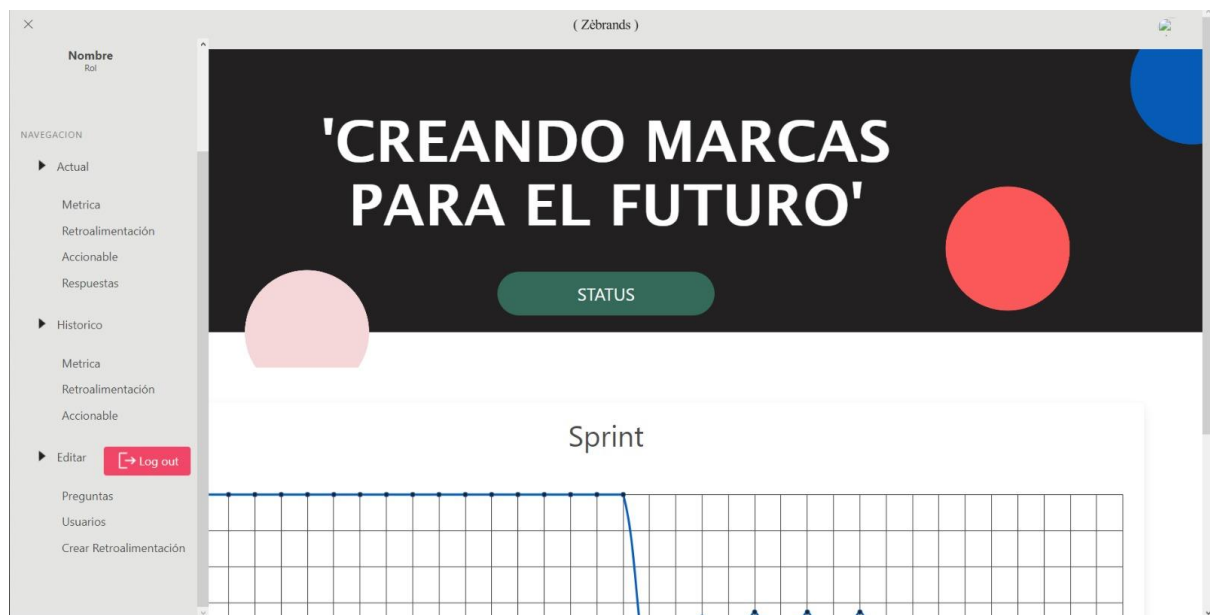 ( Zêbrands )
Nombre
Rol
NAVEGACION
Actual
Metrica
Retroalimentación
Accionable
Respuestas
Historico
Metrica
Retroalimentación
Accionable
Editar
Log out
Preguntas
Usuarios
Crear Retroalimentación
'CREANDO MARCAS
PARA EL FUTURO'
STATUS
Sprint